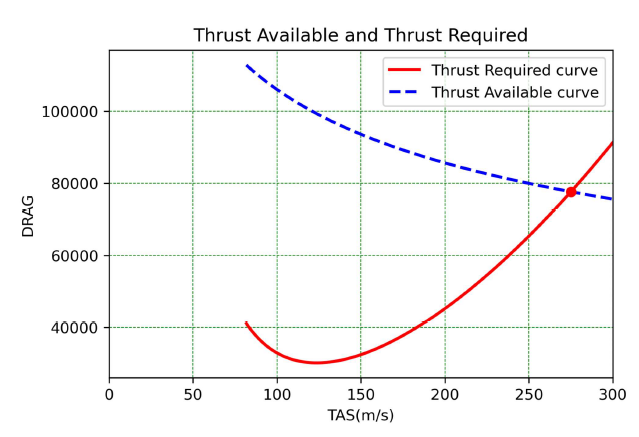 Thrust Available and Thrust Required
Thrust Required curve
Thrust Available curve
DRAG
100000
80000
60000
40000
0 50 100 150 200 250 300
TAS(m/s)